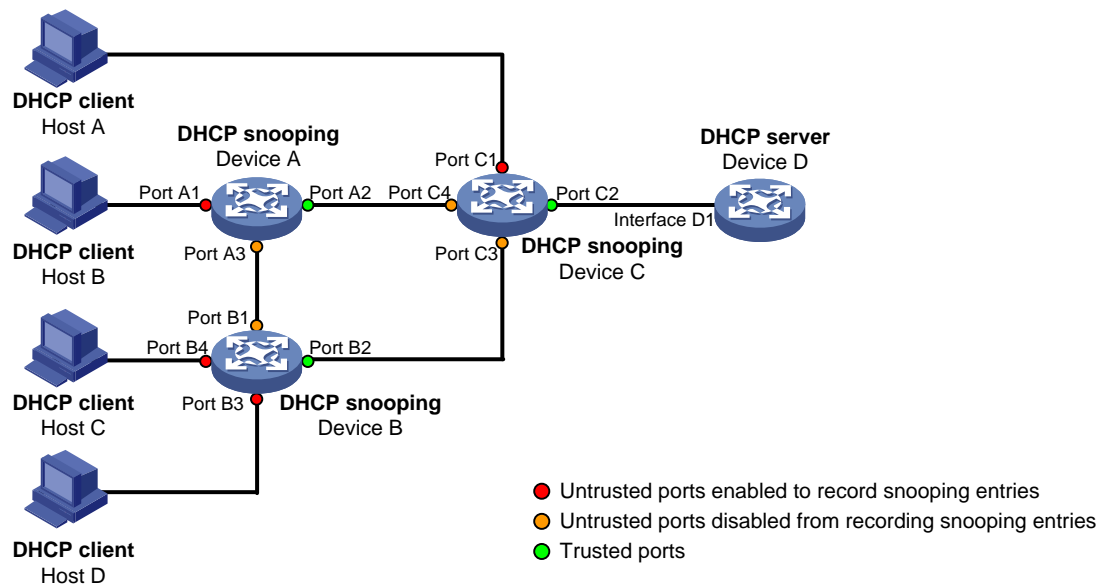 DHCP client
Host A
DHCP snooping
Device A
DHCP server
Device D
Port C1
Port A1
Port A2
Port C4
Port C2
Interface D1
DHCP client
Host B
Port A3
Port C3
DHCP snooping
Device C
Port B1
Port B4
Port B2
DHCP client
Host C
Port B3
DHCP snooping
Device B
Untrusted ports enabled to record snooping entries
Untrusted ports disabled from recording snooping entries
Trusted ports
DHCP client
Host D